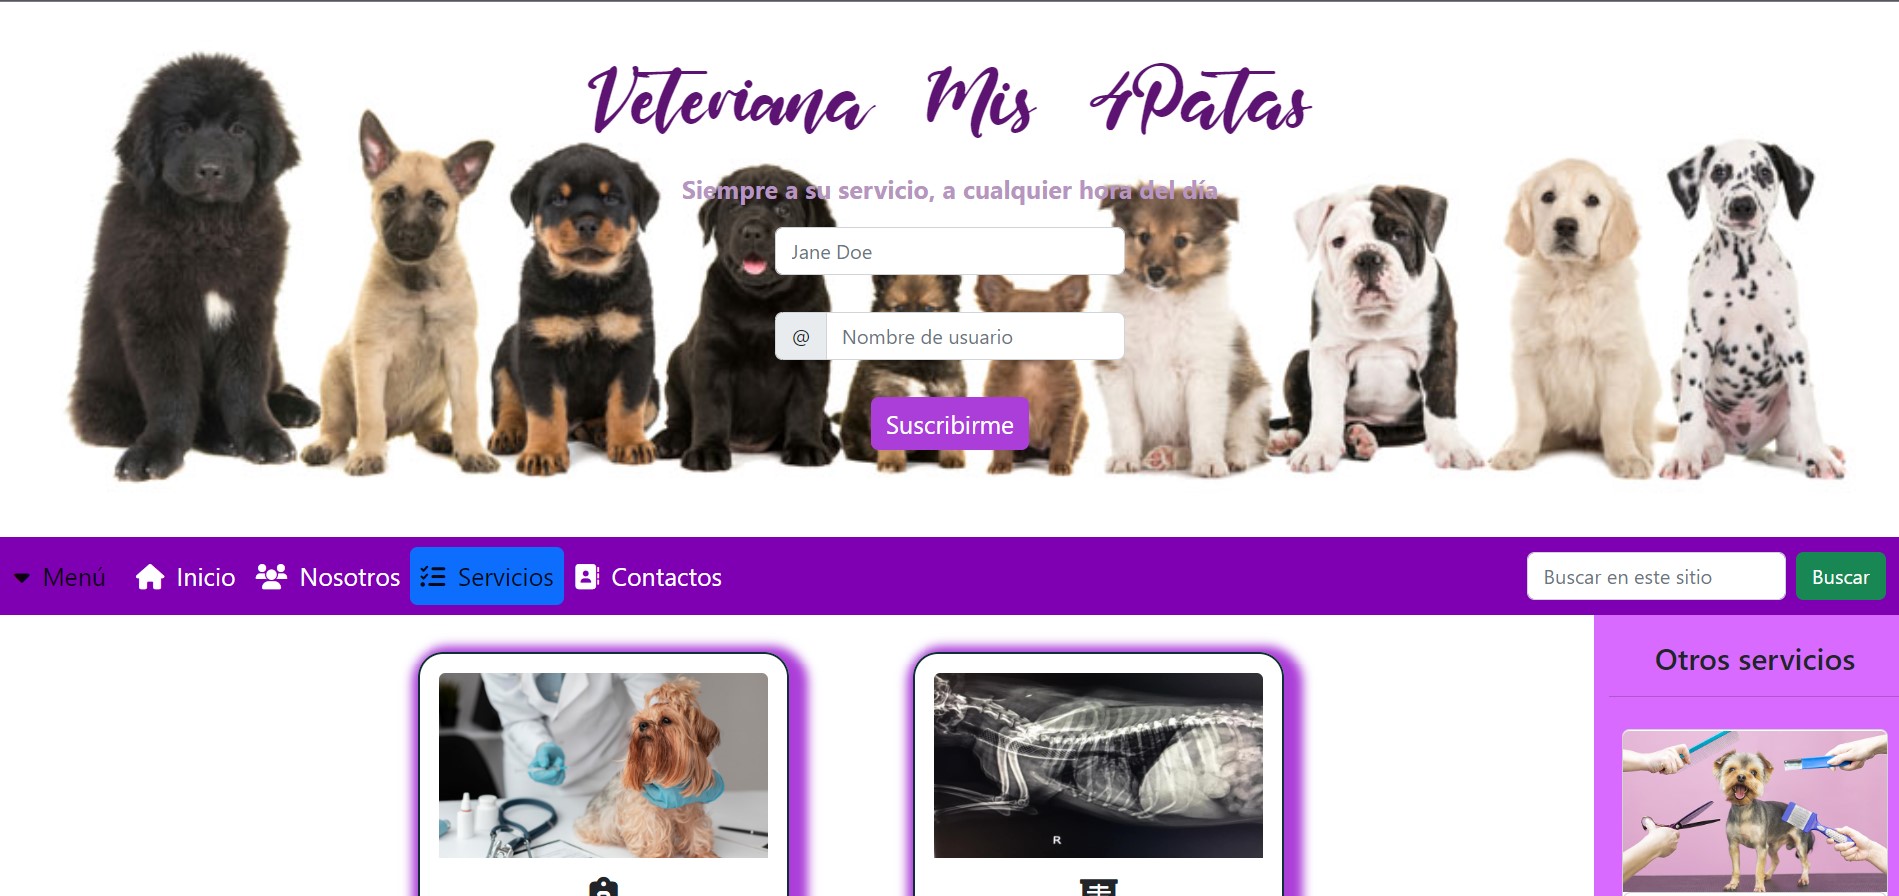 Veteriana Mis 4Patas
Siempre a su servicio, a cualquier hora del día
Jane Doe
@ Nombre de usuario
Suscribirme
Menú Inicio Nosotros Servicios Contactos Buscar en este sitio Buscar
Otros servicios
R